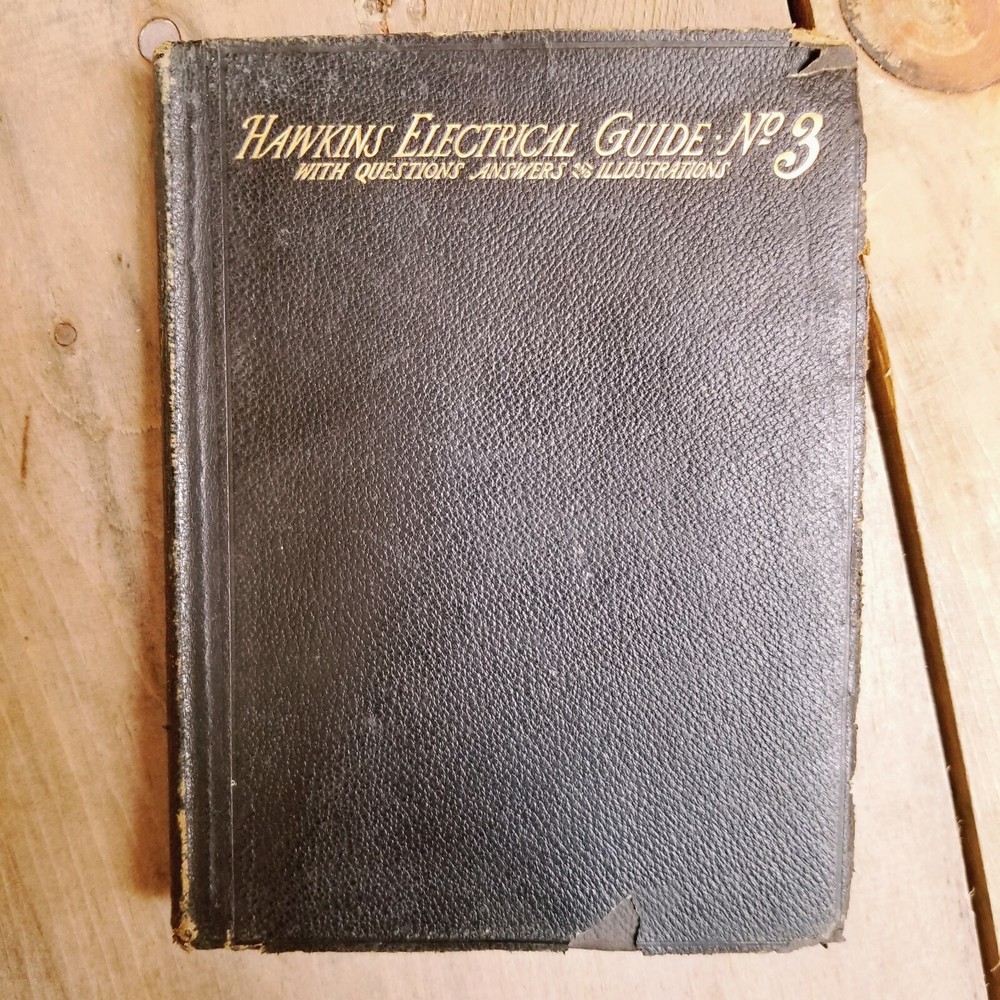 HAWKINS ELECTRICAL GUIDE · No 3
WITH QUESTIONS ANSWERS & ILLUSTRATIONS